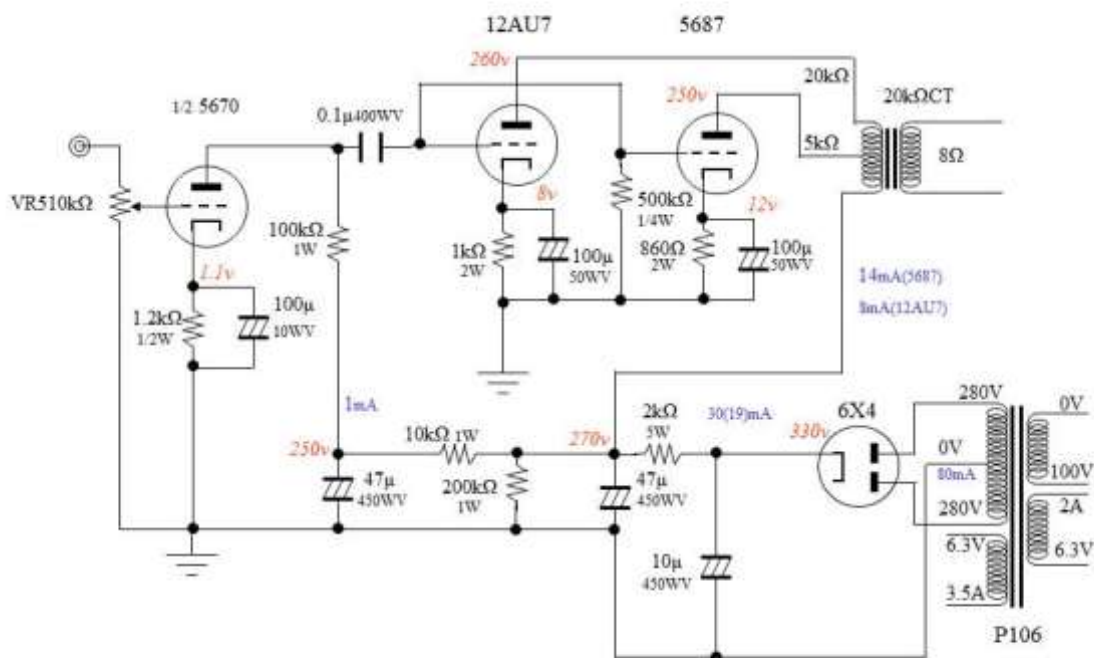 12AU7
5687
260v
20kΩ
250v
20kΩCT
1/2 5670
0.1µ400WV
5kΩ
8Ω
VR510kΩ
8v
500kΩ
1/4W
12v
100kΩ
1W
1kΩ
2W
100µ
50WV
860Ω
2W
100µ
50WV
1.1v
14mA(5687)
8mA(12AU7)
1.2kΩ
1/2W
100µ
10WV
1mA
2kΩ
5W
30(19)mA
6X4
280V
0V
10kΩ 1W
250v
270v
330v
0V
80mA
100V
47µ
450WV
200kΩ
1W
47µ
450WV
280V
2A
10µ
450WV
6.3V
6.3V
3.5A
P106